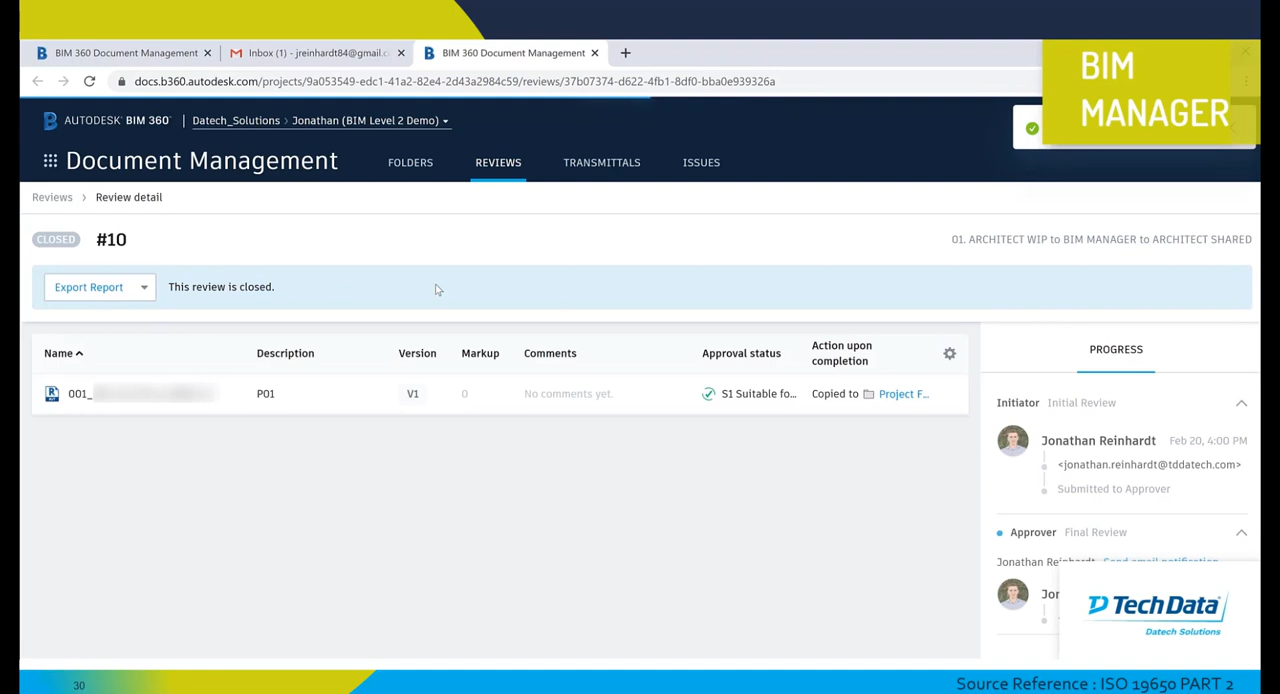 BIM 360 Document Management
Inbox (1) - jreinhardt84@gmail.c
BIM 360 Document Management
BIM
MANAGER
docs.b360.autodesk.com/projects/9a053549-edc1-41a2-82e4-2d43a2984c59/reviews/37b07374-d622-4fb1-8df0-bba0e939326a
AUTODESK® BIM 360°
Datech_Solutions > Jonathan (BIM Level 2 Demo)
Document Management
FOLDERS
REVIEWS
TRANSMITTALS
ISSUES
Reviews > Review detail
CLOSED
#10
01. ARCHITECT WIP to BIM MANAGER to ARCHITECT SHARED
Export Report
This review is closed.
Name
Description
Version
Markup
Comments
Approval status
Action upon
completion
001_
P01
V1
0
No comments yet.
S1 Suitable fo...
Copied to Project F...
PROGRESS
Initiator Initial Review
Jonathan Reinhardt Feb 20, 4:00 PM
<jonathan.reinhardt@tddatech.com>
Submitted to Approver
Approver Final Review
Jonathan Reinhardt Send email notification
TechData
Datech Solutions
30
Source Reference : ISO 19650 PART 2